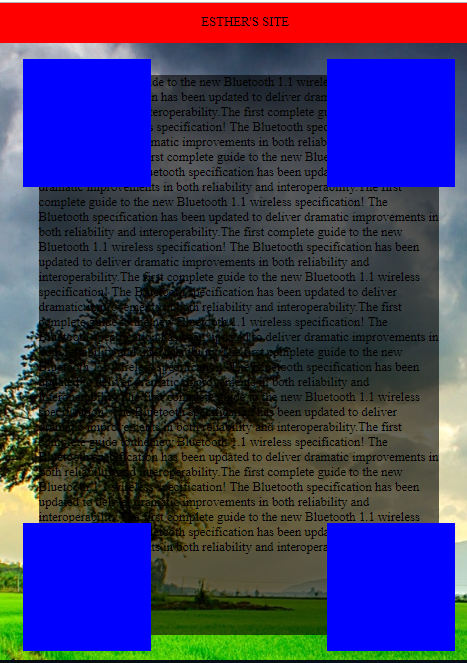 ESTHER'S SITE
de to the new Bluetooth 1.1 wirele
n has been updated to deliver dram
teroperability.The first complete gu
s specification! The Bluetooth spec
matic improvements in both reliab
rst complete guide to the new Blue
etooth specification has been upda
dramatic improvements in both reliability and interoperability.The first
complete guide to the new Bluetooth 1.1 wireless specification! The
Bluetooth specification has been updated to deliver dramatic improvements in
both reliability and interoperability.The first complete guide to the new
Bluetooth 1.1 wireless specification! The Bluetooth specification has been
updated to deliver dramatic improvements in both reliability and
interoperability.The first complete guide to the new Bluetooth 1.1 wireless
specification! The Bluetooth specification has been updated to deliver
dramatic improvements in both reliability and interoperability.The first
complete guide to the new Bluetooth 1.1 wireless specification! The
Bluetooth specification has been updated to deliver dramatic improvements in
both reliability and interoperability.The first complete guide to the new
Bluetooth 1.1 wireless specification! The Bluetooth specification has been
updated to deliver dramatic improvements in both reliability and
interoperability.The first complete guide to the new Bluetooth 1.1 wireless
specification! The Bluetooth specification has been updated to deliver
dramatic improvements in both reliability and interoperability.The first
complete guide to the new Bluetooth 1.1 wireless specification! The
Bluetooth specification has been updated to deliver dramatic improvements in
both reliability and interoperability.The first complete guide to the new
Bluetooth 1.1 wireless specification! The Bluetooth specification has been
updated to deliver dramatic improvements in both reliability and
interoperability.The first complete guide to the new Bluetooth 1.1 wireless
etooth specification has been upda
ts in both reliability and interopera